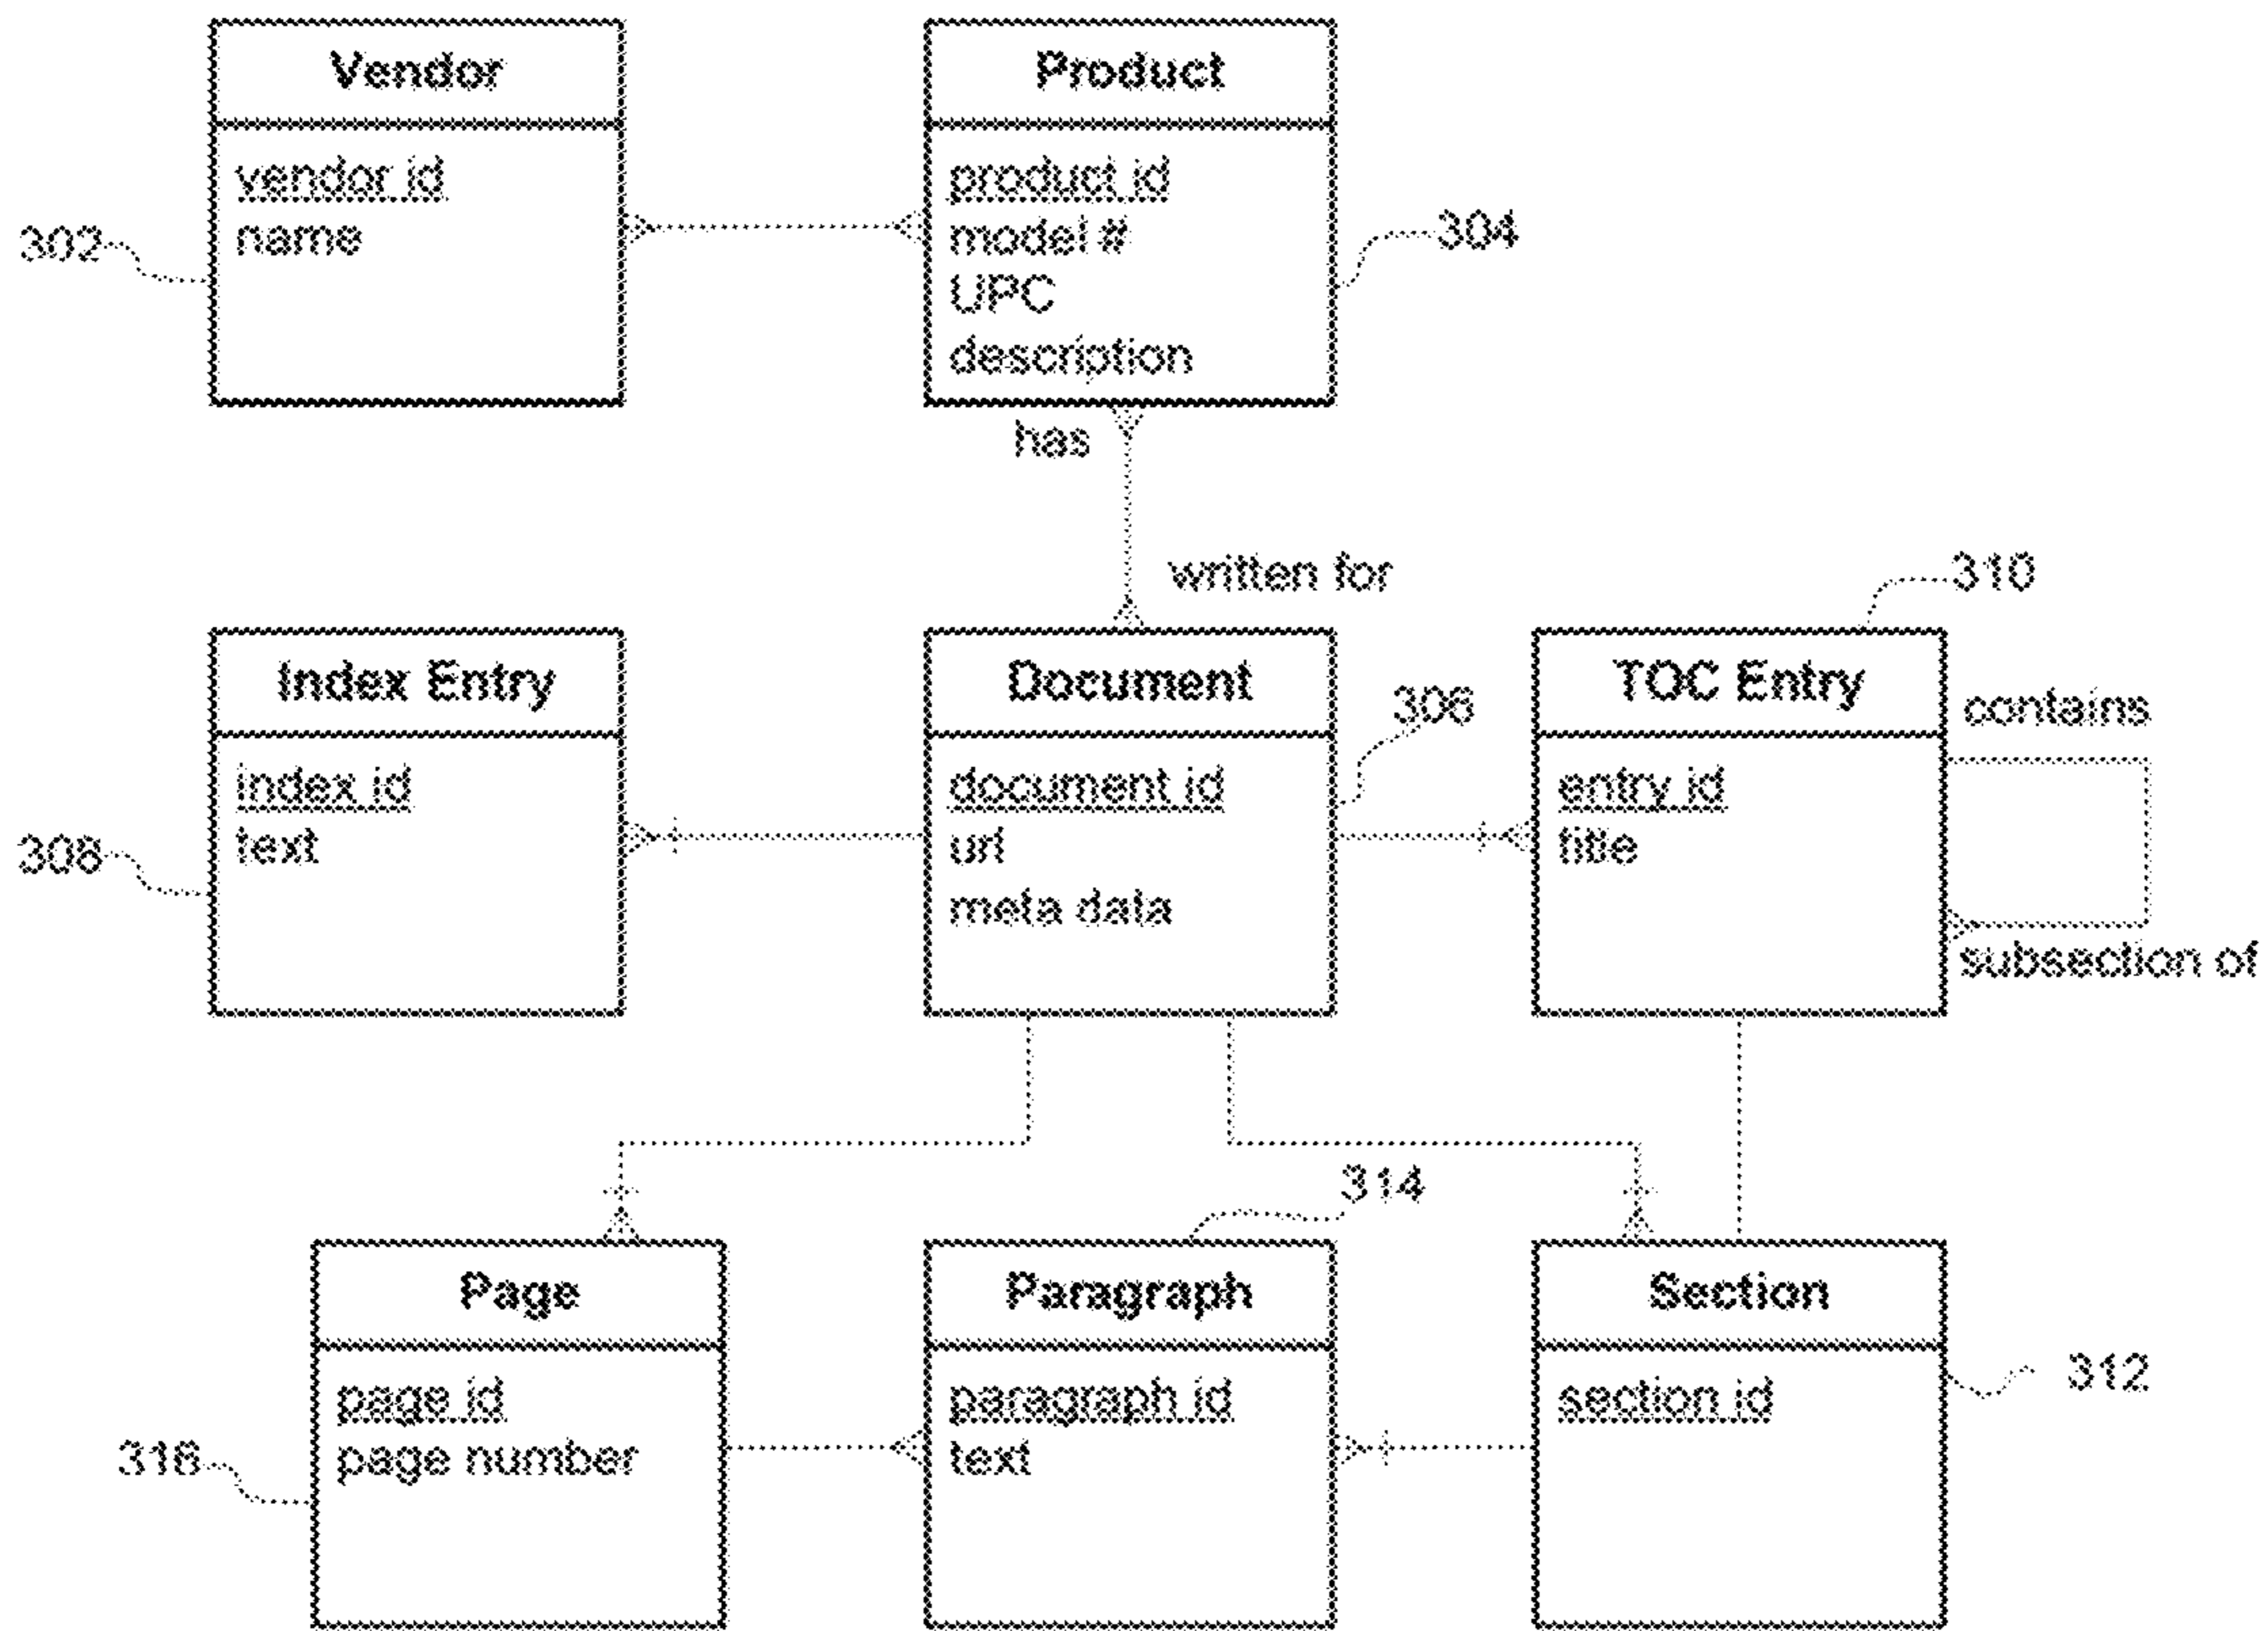 Vendor
vendor id
name
302
Product
product id
model #
UPC
description
304
has
written for
Index Entry
index id
text
308
Document
document id
url
meta data
306
TOC Entry
entry id
title
310
contains
subsection of
Page
page id
page number
316
Paragraph
paragraph id
text
314
Section
section id
312